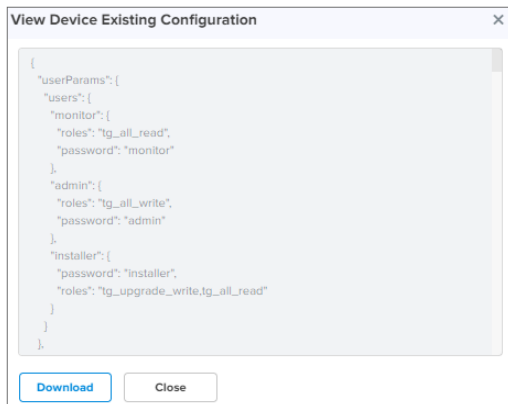 View Device Existing Configuration ×
{
"userParams": {
"users": {
"monitor": {
"roles": "tg_all_read",
"password": "monitor"
},
"admin": {
"roles": "tg_all_write",
"password": "admin"
},
"installer": {
"password": "installer",
"roles": "tg_upgrade_write,tg_all_read"
}
}
},
Download Close